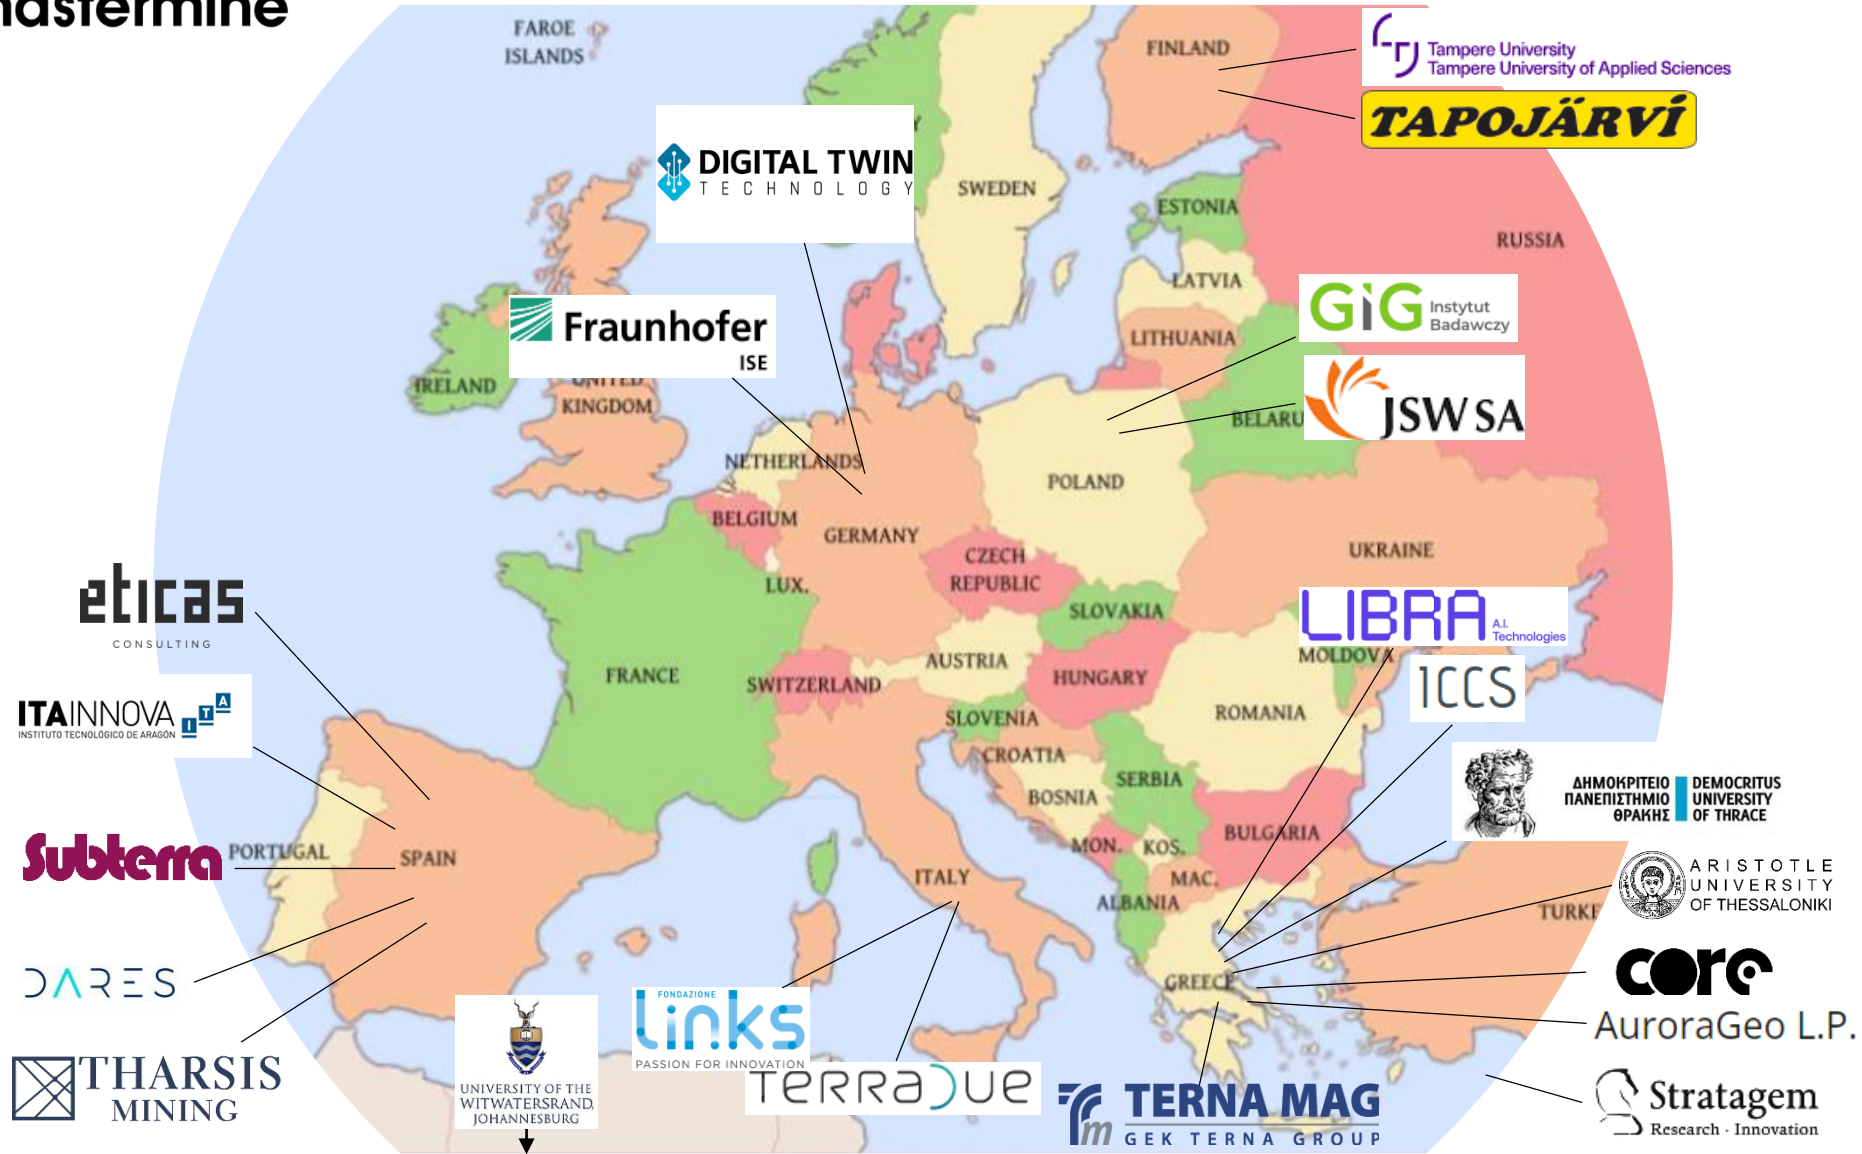 mastermine
FAROE
ISLANDS
FINLAND
Tampere University
Tampere University of Applied Sciences
TAPOJÄRVÍ
DIGITAL TWIN
TECHNOLOGY
SWEDEN
ESTONIA
RUSSIA
LATVIA
LITHUANIA
GiG Instytut
Badawczy
Fraunhofer
ISE
IRELAND
UNITED
KINGDOM
BELARU
JSW SA
NETHERLANDS
POLAND
BELGIUM
GERMANY
CZECH
REPUBLIC
UKRAINE
LUX.
SLOVAKIA
eticas
CONSULTING
LIBRA A.I.
Technologies
FRANCE
AUSTRIA
MOLDOVA
SWITZERLAND
HUNGARY
ICCS
ITAINNOVA ITA
INSTITUTO TECNOLÓGICO DE ARAGÓN
SLOVENIA
ROMANIA
CROATIA
SERBIA
BOSNIA
ΔΗΜΟΚΡΙΤΕΙΟ
ΠΑΝΕΠΙΣΤΗΜΙΟ
ΘΡΑΚΗΣ
DEMOCRITUS
UNIVERSITY
OF THRACE
Subterra
PORTUGAL
SPAIN
ITALY
MON.
KOS.
BULGARIA
MAC.
ALBANIA
ARISTOTLE
UNIVERSITY
OF THESSALONIKI
TURKE
DARES
GREECE
core
AuroraGeo L.P.
FONDAZIONE
Links
PASSION FOR INNOVATION
THARSIS
MINING
UNIVERSITY OF THE
WITWATERSRAND,
JOHANNESBURG
TERRADUE
TERNA MAG
GEK TERNA GROUP
Stratagem
Research · Innovation